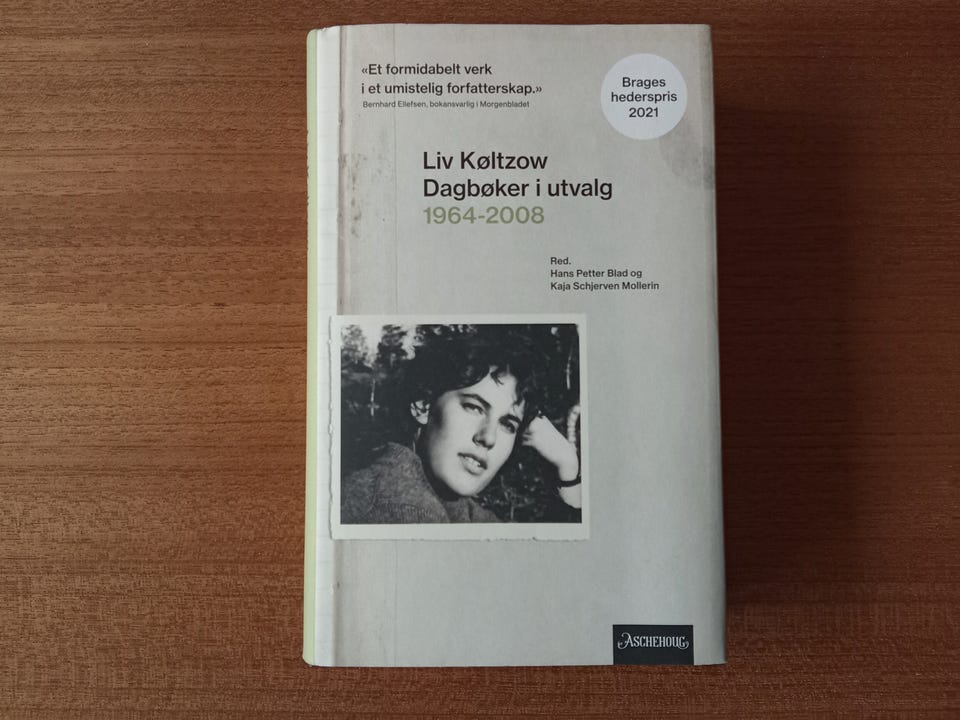 «Et formidabelt verk
i et umistelig forfatterskap.»
Bernhard Ellefsen, bokansvarlig i Morgenbladet
Brages
hederspris
2021
Liv Køltzow
Dagbøker i utvalg
1964-2008
Red.
Hans Petter Blad og
Kaja Schjerven Mollerin
ASCHEHOUG